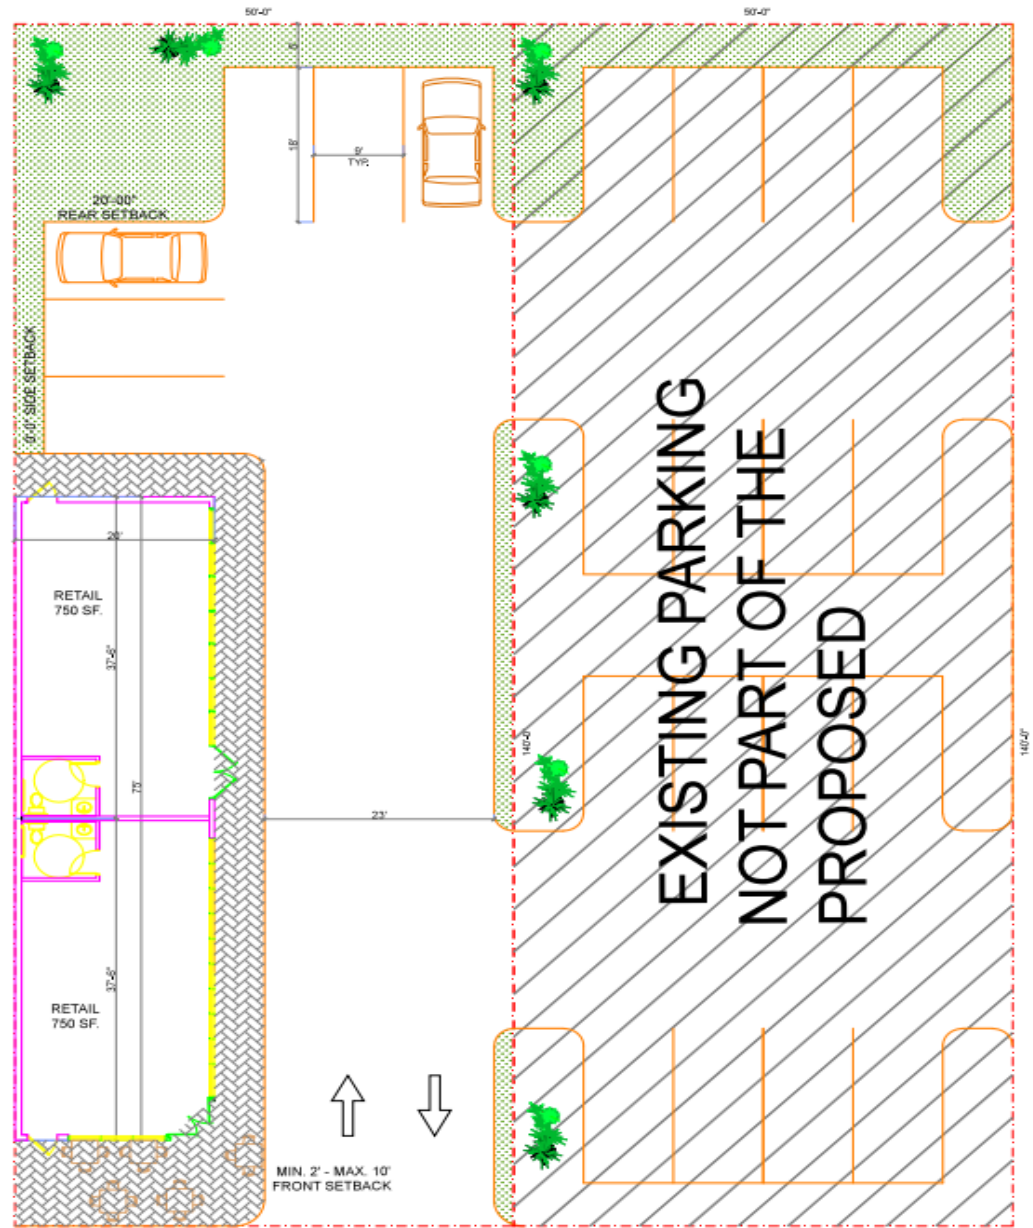 50'-0"
50'-0"
5'
18'
9'
TYP.
20'-00"
REAR SETBACK
0'-0" SIDE SETBACK
20'
RETAIL
750 SF.
37'-6"
75'
23'
140'-0"
140'-0"
EXISTING PARKING
NOT PART OF THE
PROPOSED
37'-6"
RETAIL
750 SF.
MIN. 2' - MAX. 10'
FRONT SETBACK